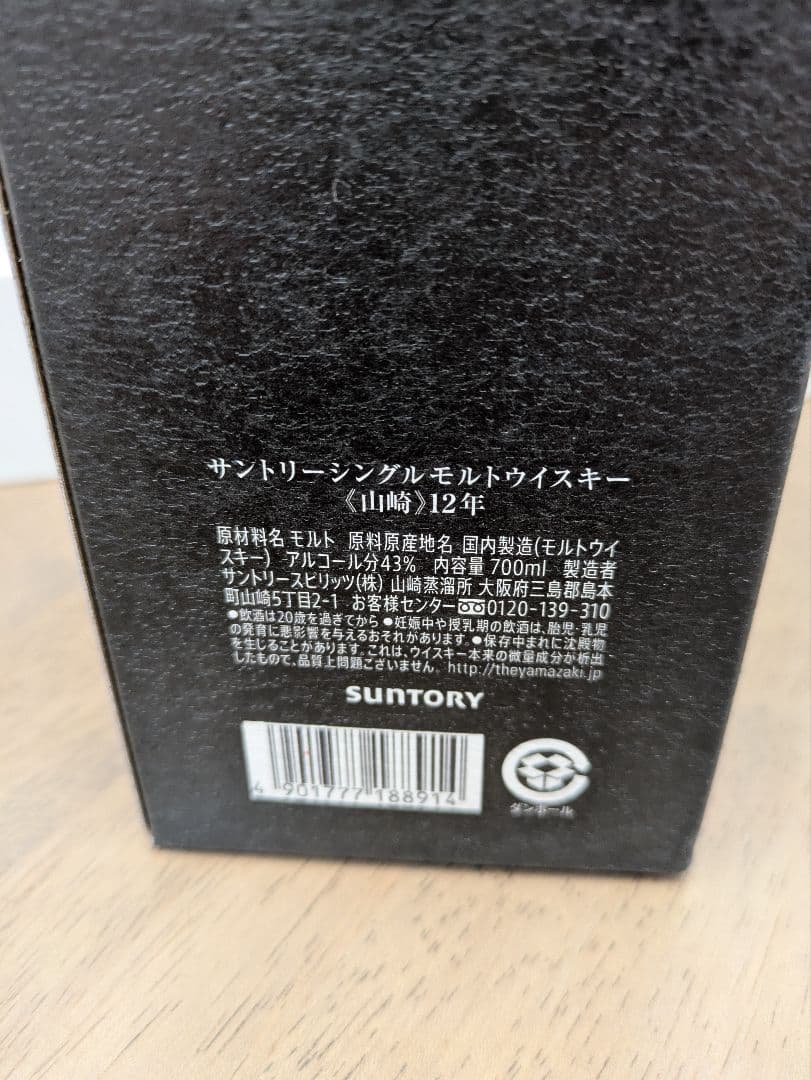 サントリーシングルモルトウイスキー
《山崎》12年
原材料名 モルト 原料原産地名 国内製造(モルトウイ
スキー) アルコール分43% 内容量 700ml 製造者
サントリースピリッツ(株) 山崎蒸溜所 大阪府三島郡島本
町山崎5丁目2-1 お客様センター 0120-139-310
●飲酒は20歳を過ぎてから ●妊娠中や授乳期の飲酒は、胎児・乳児
の発育に悪影響を与えるおそれがあります。●保存中まれに沈殿物
を生じることがあります。これは、ウイスキー本来の微量成分が析出
したもので、品質上問題ございません。 http://theyamazaki.jp
SUNTORY
4 901777 188914
ダンボール